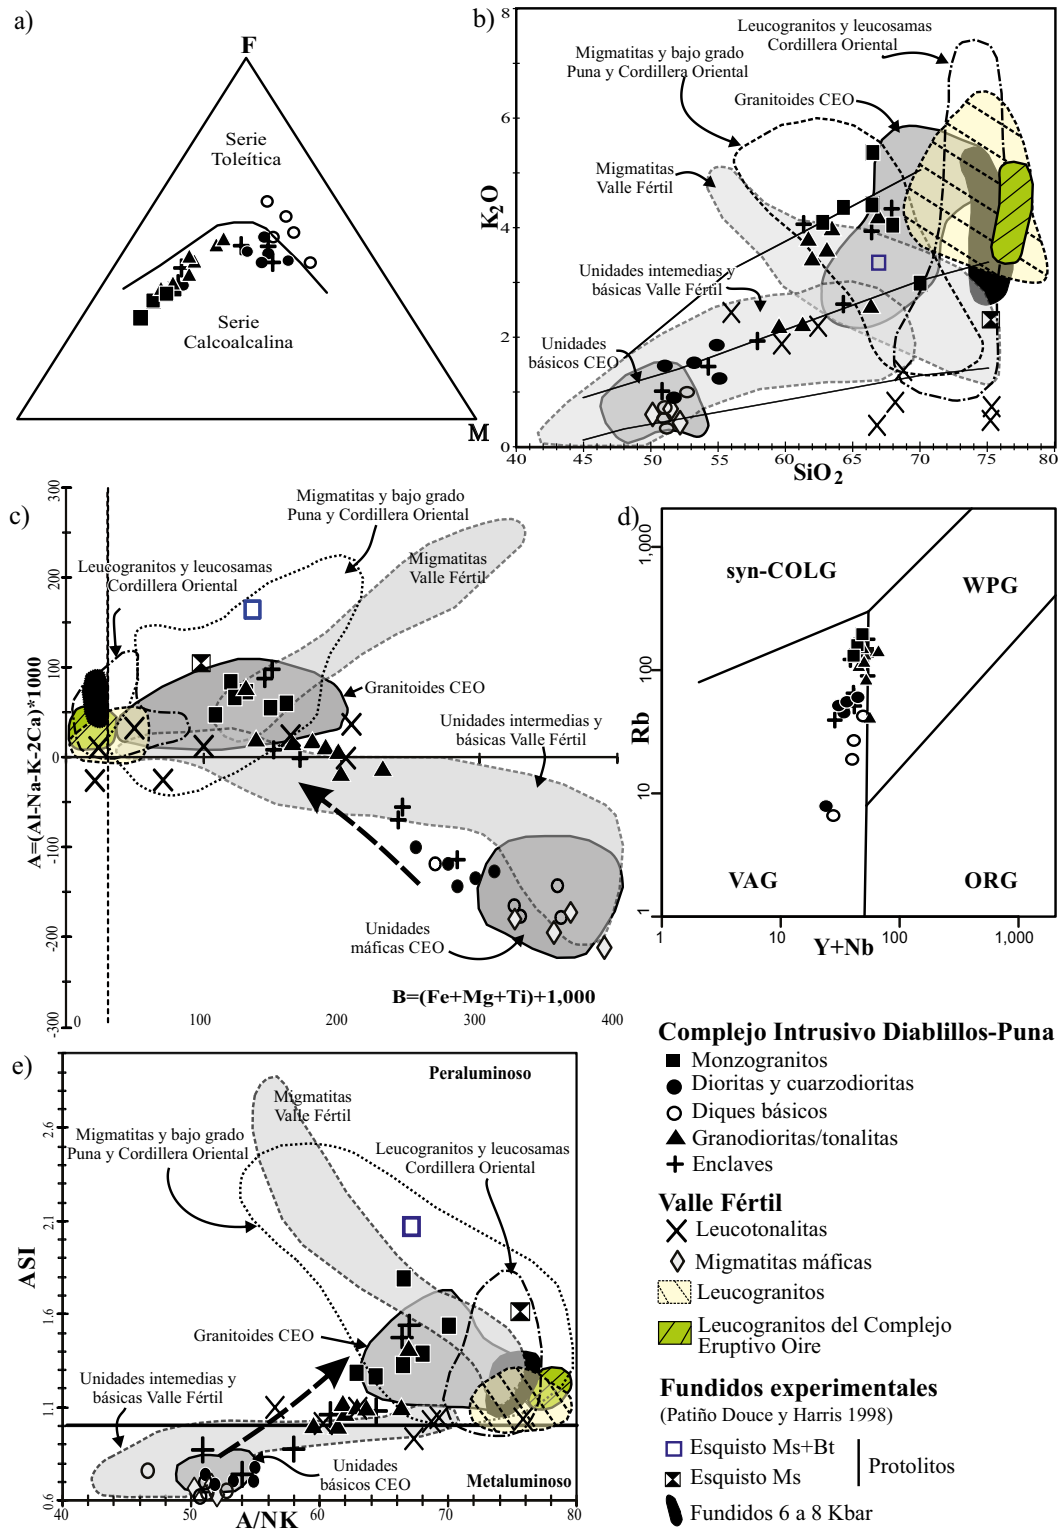 a)
F
Serie
Toleítica
Serie
Calcoalcalina
M
b)
8
6
4
2
0
K2O
40
45
50
55
60
65
70
75
80
SiO2
Leucogranitos y leucosamas
Cordillera Oriental
Migmatitas y bajo grado
Puna y Cordillera Oriental
Granitoides CEO
Migmatitas
Valle Fértil
Unidades intemedias y
básicas Valle Fértil
Unidades
básicos CEO
c)
300
200
100
0
-100
-200
-300
A=(Al-Na-K-2Ca)*1000
Migmatitas y bajo grado
Puna y Cordillera Oriental
Leucogranitos y leucosamas
Cordillera Oriental
Migmatitas
Valle Fértil
Granitoides CEO
Unidades intermedias y
básicas Valle Fértil
Unidades
máficas CEO
B=(Fe+Mg+Ti)+1,000
0
100
200
300
400
d)
1,000
100
10
1
Rb
syn-COLG
WPG
VAG
ORG
1
10
100
1,000
Y+Nb
e)
2.6
2.1
1.6
1.1
0.6
ASI
Peraluminoso
Migmatitas
Valle Fértil
Migmatitas y bajo grado
Puna y Cordillera Oriental
Leucogranitos y leucosamas
Cordillera Oriental
Granitoides CEO
Unidades intemedias y
básicas Valle Fértil
Unidades
básicos CEO
Metaluminoso
40
50
60
70
80
A/NK
Complejo Intrusivo Diablillos-Puna
Monzogranitos
Dioritas y cuarzodioritas
Diques básicos
Granodioritas/tonalitas
Enclaves
Valle Fértil
Leucotonalitas
Migmatitas máficas
Leucogranitos
Leucogranitos del Complejo
Eruptivo Oire
Fundidos experimentales
(Patiño Douce y Harris 1998)
Esquisto Ms+Bt
Esquisto Ms
Protolitos
Fundidos 6 a 8 Kbar